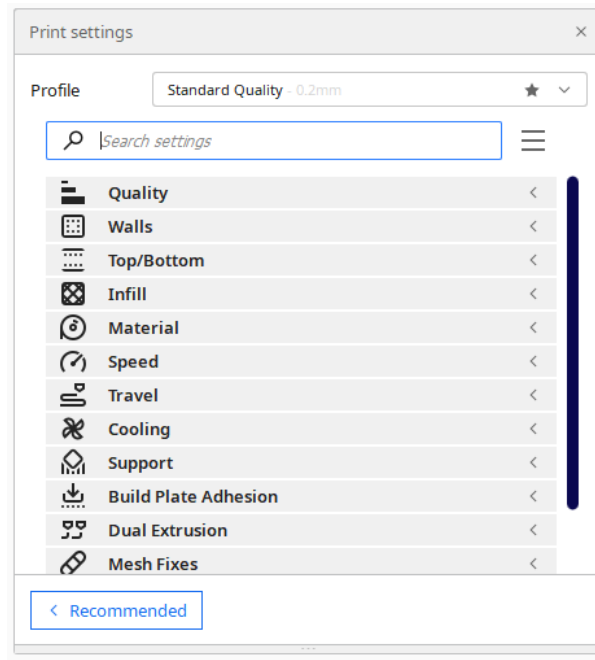 Print settings
Profile
Standard Quality - 0.2mm
Search settings
Quality
Walls
Top/Bottom
Infill
Material
Speed
Travel
Cooling
Support
Build Plate Adhesion
Dual Extrusion
Mesh Fixes
Recommended